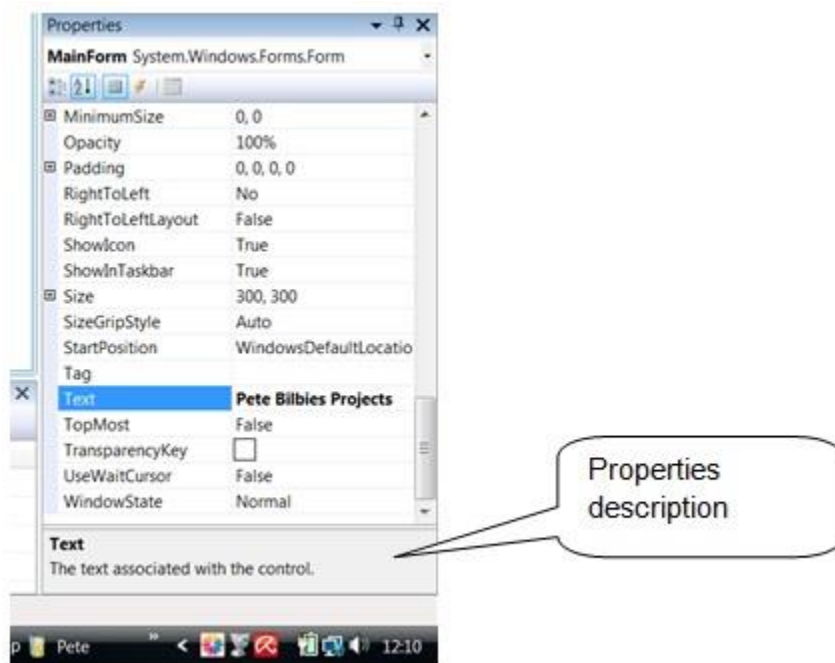 Properties
MainForm System.Windows.Forms.Form
MinimumSize 0, 0
Opacity 100%
Padding 0, 0, 0, 0
RightToLeft No
RightToLeftLayout False
ShowIcon True
ShowInTaskbar True
Size 300, 300
SizeGripStyle Auto
StartPosition WindowsDefaultLocatio
Tag
Text Pete Bilbies Projects
TopMost False
TransparencyKey
UseWaitCursor False
WindowState Normal
Text
The text associated with the control.
Properties
description
p Pete 12:10